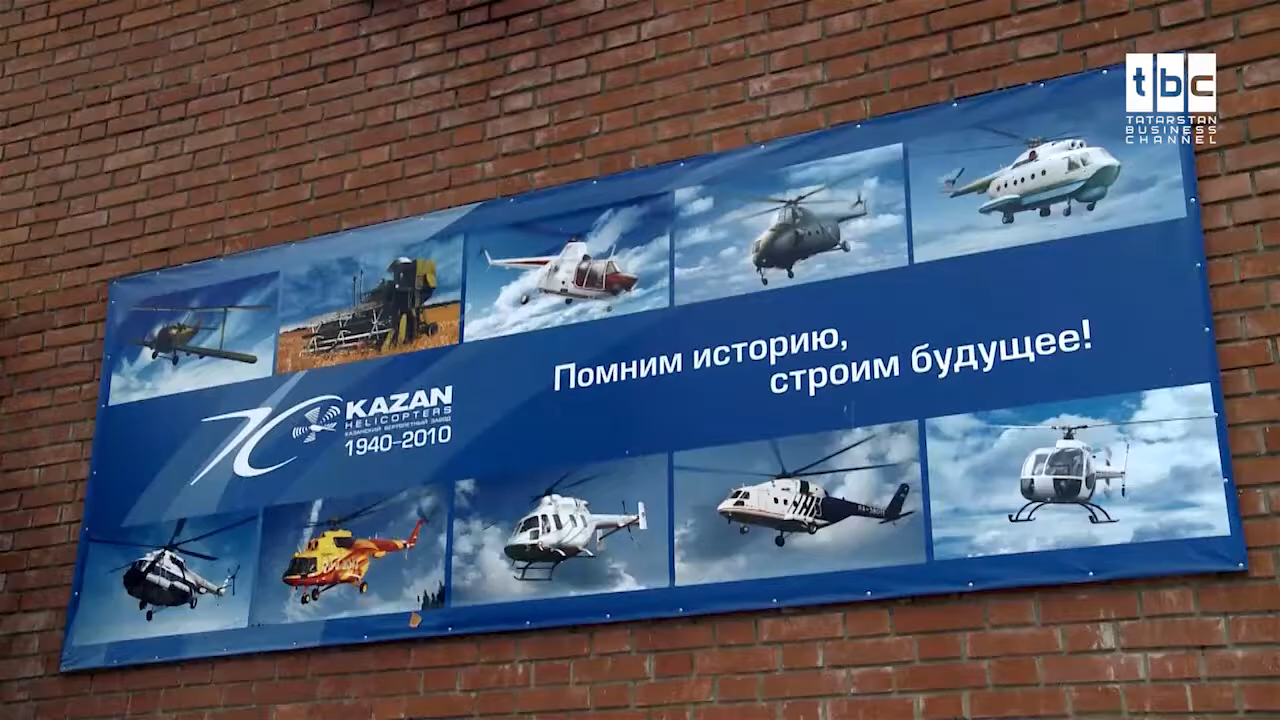 tbc
TATARSTAN
BUSINESS
CHANNEL
Помним историю,
строим будущее!
70
KAZAN
HELICOPTERS
КАЗАНСКИЙ ВЕРТОЛЕТНЫЙ ЗАВОД
1940–2010